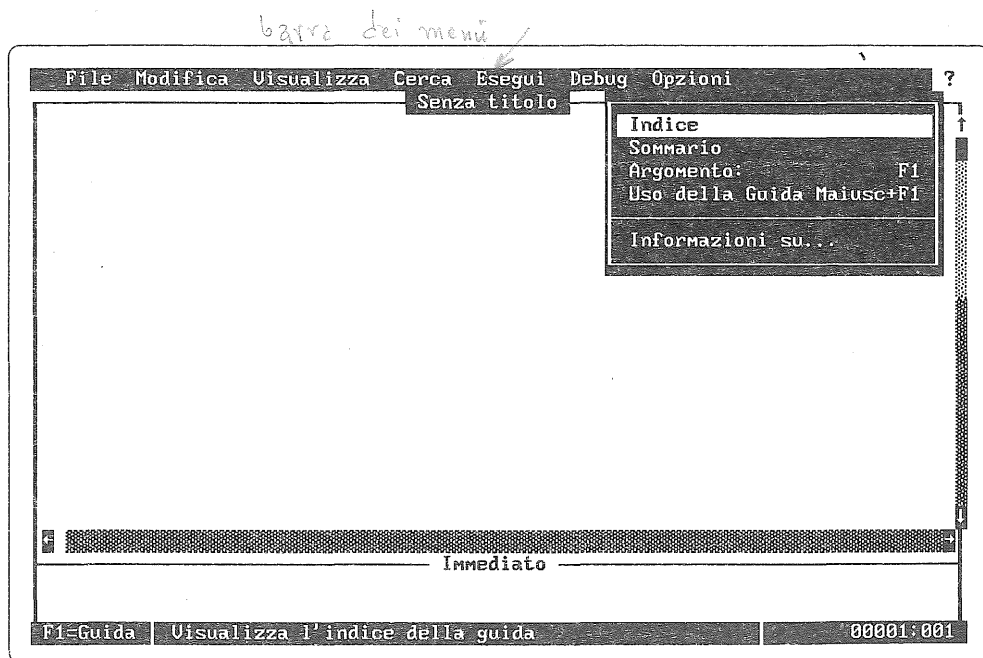 barra dei menù
File Modifica Visualizza Cerca Esegui Debug Opzioni ?
Senza titolo
Indice
Sommario
Argomento: F1
Uso della Guida Maiusc+F1
Informazioni su...
Immediato
F1=Guida Visualizza l'indice della guida 00001:001